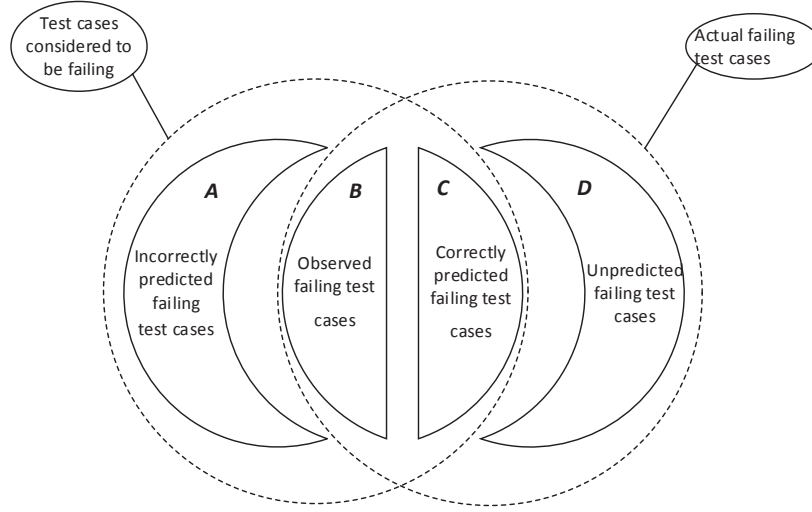 Test cases
considered to
be failing
Actual failing
test cases
A
B
C
D
Incorrectly
predicted
failing
test cases
Observed
failing test
cases
Correctly
predicted
failing test
cases
Unpredicted
failing test
cases